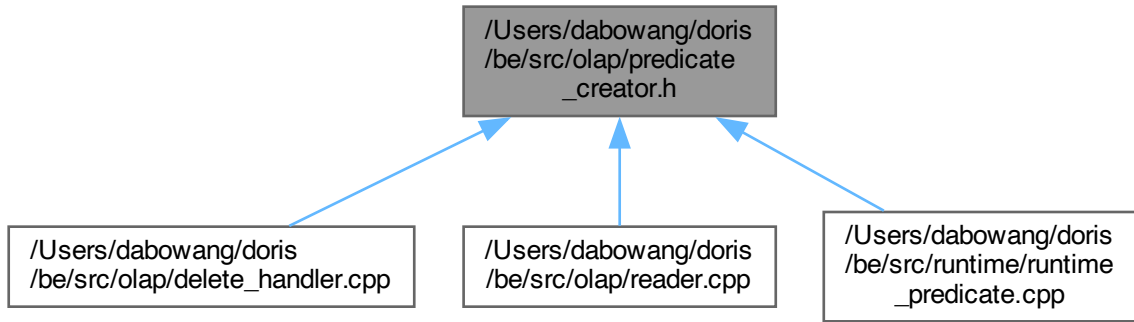 /Users/dabowang/doris
/be/src/olap/predicate
_creator.h
/Users/dabowang/doris
/be/src/olap/delete_handler.cpp
/Users/dabowang/doris
/be/src/olap/reader.cpp
/Users/dabowang/doris
/be/src/runtime/runtime
_predicate.cpp